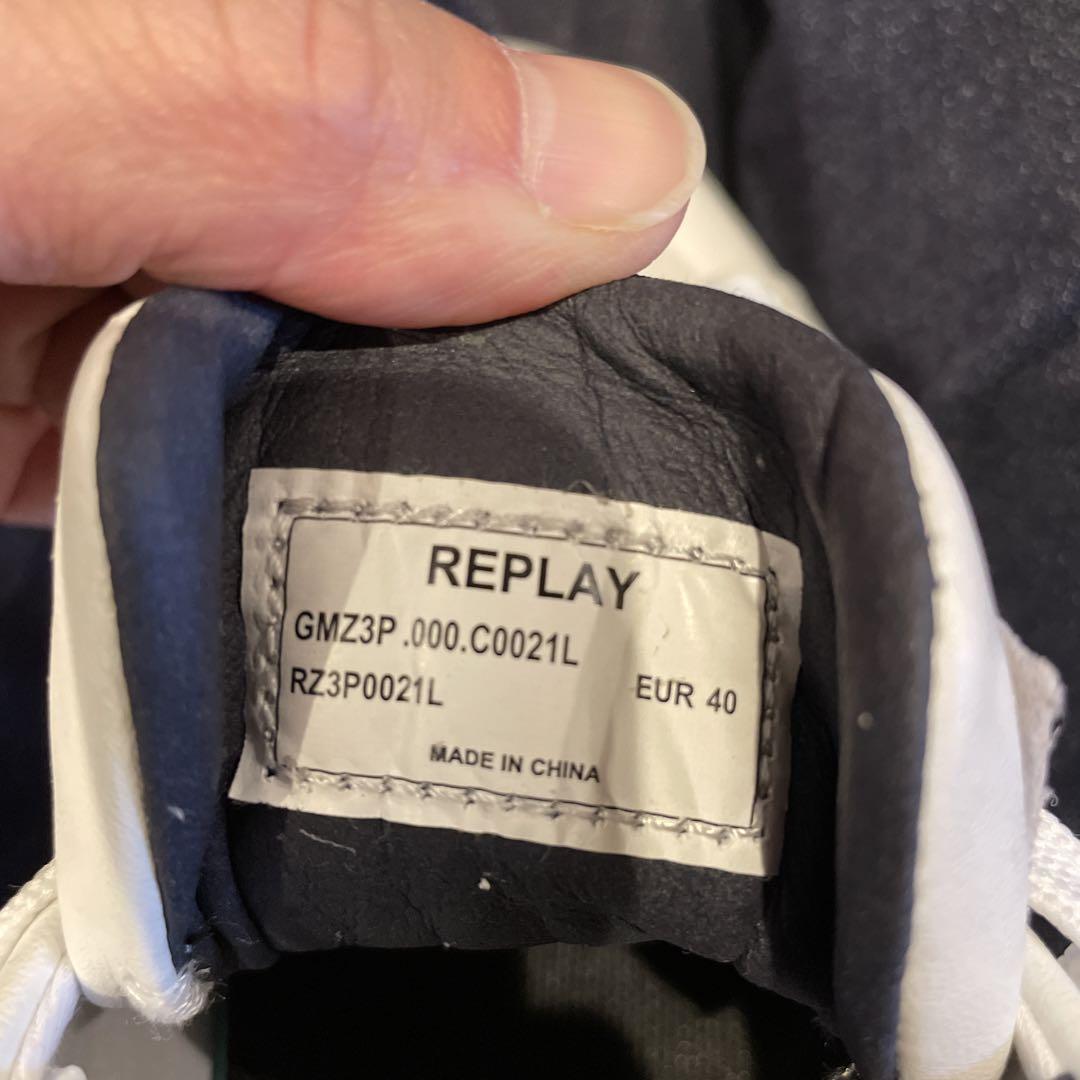 REPLAY
GMZ3P .000.C0021L
RZ3P0021L EUR 40
MADE IN CHINA